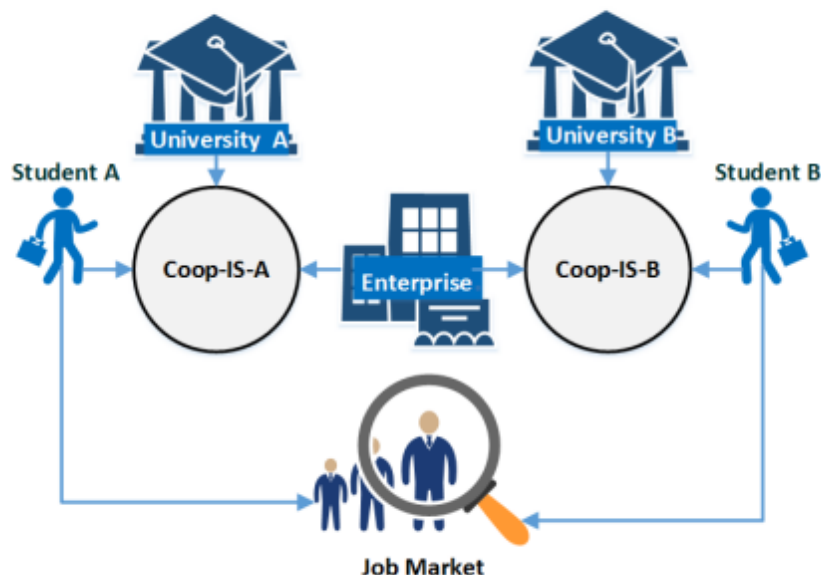 University A
University B
Student A
Student B
Coop-IS-A
Enterprise
Coop-IS-B
Job Market